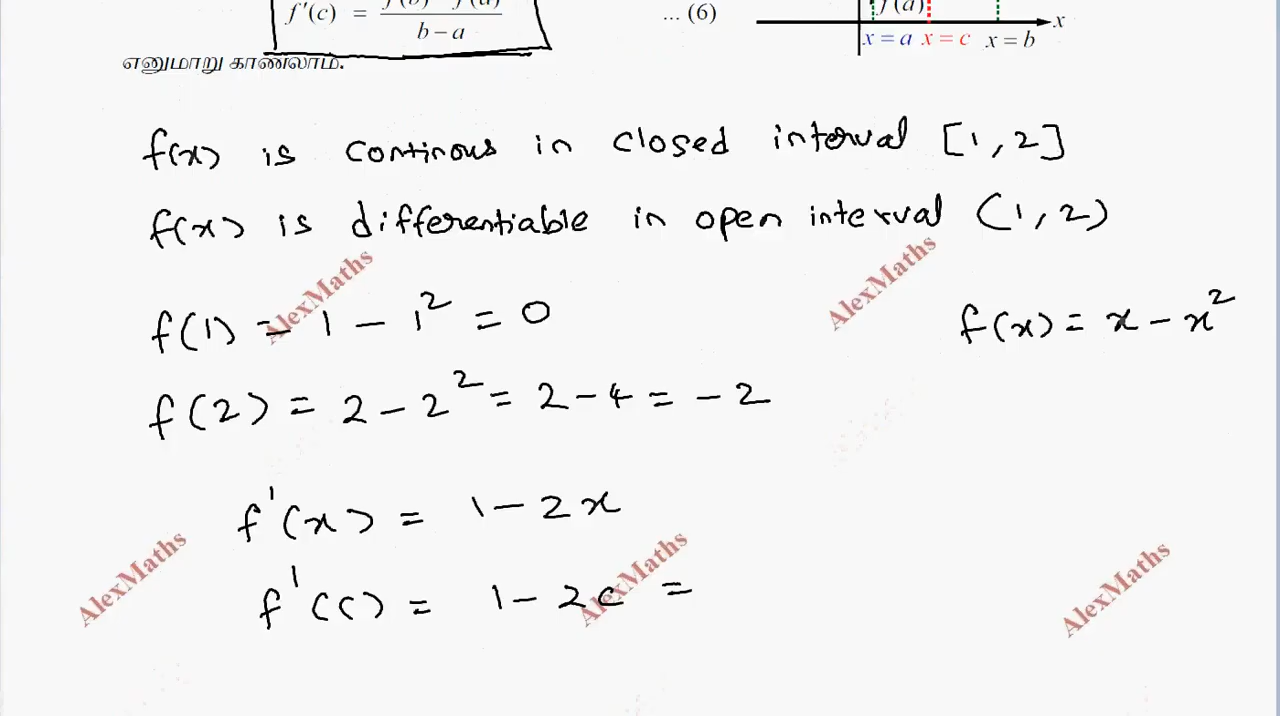 f'(c) = f(b) - f(a) / b - a ... (6)
f(a)
x
x = a x = c x = b
எனுமாறு காணலாம்.
f(x) is continous in closed interval [1, 2]
f(x) is differentiable in open interval (1, 2)
AlexMaths AlexMaths
f(1) = 1 - 1² = 0 f(x) = x - x²
f(2) = 2 - 2² = 2 - 4 = -2
f'(x) = 1 - 2x
AlexMaths AlexMaths AlexMaths
f'(c) = 1 - 2c =